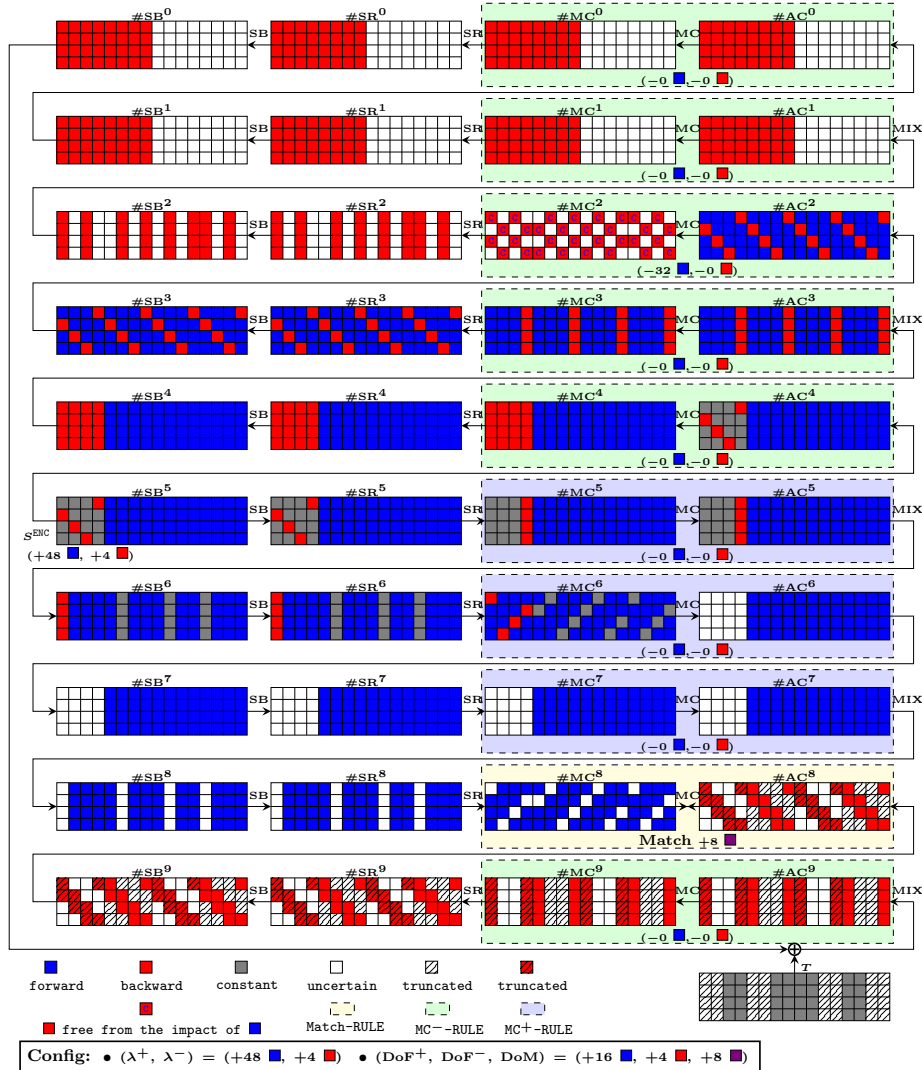 #SB⁰ #SR⁰ #MC⁰ #AC⁰
SB SR MC
(−0 ,−0 )
#SB¹ #SR¹ #MC¹ #AC¹
SB SR MC MIX
(−0 ,−0 )
#SB² #SR² #MC² #AC²
SB SR MC
C C C C C C C C
C C C C C C C C
C C C C C C C C
C C C C C C C C
(−32 ,−0 )
#SB³ #SR³ #MC³ #AC³
SB SR MC MIX
(−0 ,−0 )
#SB⁴ #SR⁴ #MC⁴ #AC⁴
SB SR MC
(−0 ,−0 )
#SB⁵ #SR⁵ #MC⁵ #AC⁵
SB SR MC MIX
S^ENC
(+48 , +4 ) (−0 ,−0 )
#SB⁶ #SR⁶ #MC⁶ #AC⁶
SB SR MC
(−0 ,−0 )
#SB⁷ #SR⁷ #MC⁷ #AC⁷
SB SR MC MIX
(−0 ,−0 )
#SB⁸ #SR⁸ #MC⁸ #AC⁸
SB SR MC
Match +8
#SB⁹ #SR⁹ #MC⁹ #AC⁹
SB SR MC MIX
(−0 ,−0 )
T
forward backward constant uncertain truncated truncated
C
free from the impact of Match-RULE MC⁻-RULE MC⁺-RULE
Config: • (λ⁺, λ⁻) = (+48 , +4 ) • (DoF⁺, DoF⁻, DoM) = (+16 , +4 , +8 )